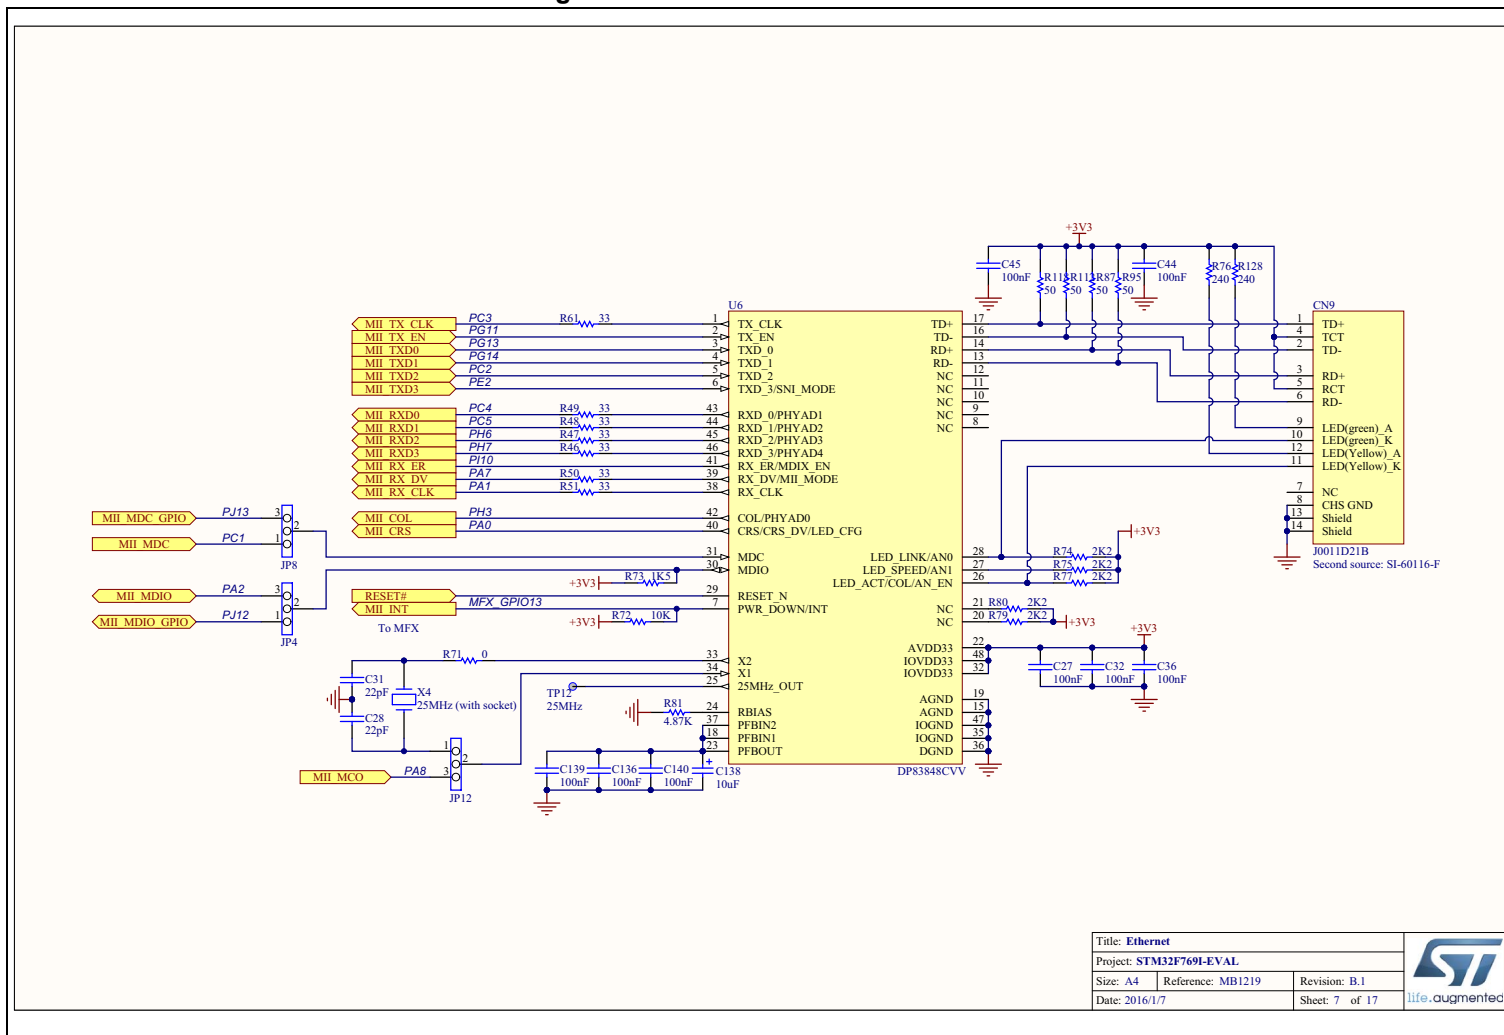 +3V3
C45
100nF
R113
50
50
R87
50
R95
50
C44
100nF
R76
240
R128
240
U6
CN9
MII_TX_CLK PC3 R61 33 1 TX_CLK TD+ 17 1 TD+
MII_TX_EN PG11 2 TX_EN TD- 16 4 TCT
MII_TXD0 PG13 3 TXD_0 RD+ 14 2 TD-
MII_TXD1 PG14 4 TXD_1 RD- 13
MII_TXD2 PC2 5 TXD_2 NC 12 3 RD+
MII_TXD3 PE2 6 TXD_3/SNI_MODE NC 11 5 RCT
NC 10 6 RD-
MII_RXD0 PC4 R49 33 43 RXD_0/PHYAD1 NC 9
MII_RXD1 PC5 R48 33 44 RXD_1/PHYAD2 NC 8 9 LED(green)_A
MII_RXD2 PH6 R47 33 45 RXD_2/PHYAD3 10 LED(green)_K
MII_RXD3 PH7 R46 33 46 RXD_3/PHYAD4 12 LED(Yellow)_A
MII_RX_ER PI10 41 RX_ER/MDIX_EN 11 LED(Yellow)_K
MII_RX_DV PA7 R50 33 39 RX_DV/MII_MODE
MII_RX_CLK PA1 R51 33 38 RX_CLK 7 NC
8 CHS GND
MII_COL PH3 42 COL/PHYAD0 13 Shield
MII_CRS PA0 40 CRS/CRS_DV/LED_CFG 14 Shield
J0011D21B
Second source: SI-60116-F
MII_MDC_GPIO PJ13 3
2
MII_MDC PC1 1
JP8
31 MDC LED_LINK/AN0 28 R74 2K2 +3V3
30 MDIO LED_SPEED/AN1 27 R75 2K2
+3V3 R73 1K5 LED_ACT/COL/AN_EN 26 R77 2K2
MII_MDIO PA2 3
2
MII_MDIO_GPIO PJ12 1
JP4
RESET# 29 RESET_N
MII_INT MFX_GPIO13 7 PWR_DOWN/INT NC 21 R80 2K2
To MFX +3V3 R72 10K NC 20 R79 2K2 +3V3
+3V3
AVDD33 22
R71 0 33 X2 IOVDD33 48
34 X1 IOVDD33 32
25 25MHz_OUT
C27
100nF
C32
100nF
C36
100nF
C31
22pF
X4
25MHz (with socket)
C28
22pF
TP12
25MHz
R81
4.87K
24 RBIAS AGND 19
37 PFBIN2 AGND 15
18 PFBIN1 IOGND 47
23 PFBOUT IOGND 35
DGND 36
DP83848CVV
1
2
MII_MCO PA8 3
JP12
C139
100nF
C136
100nF
C140
100nF
+
C138
10uF
Title: Ethernet
Project: STM32F769I-EVAL
Size: A4 Reference: MB1219 Revision: B.1
Date: 2016/1/7 Sheet: 7 of 17
life.augmented